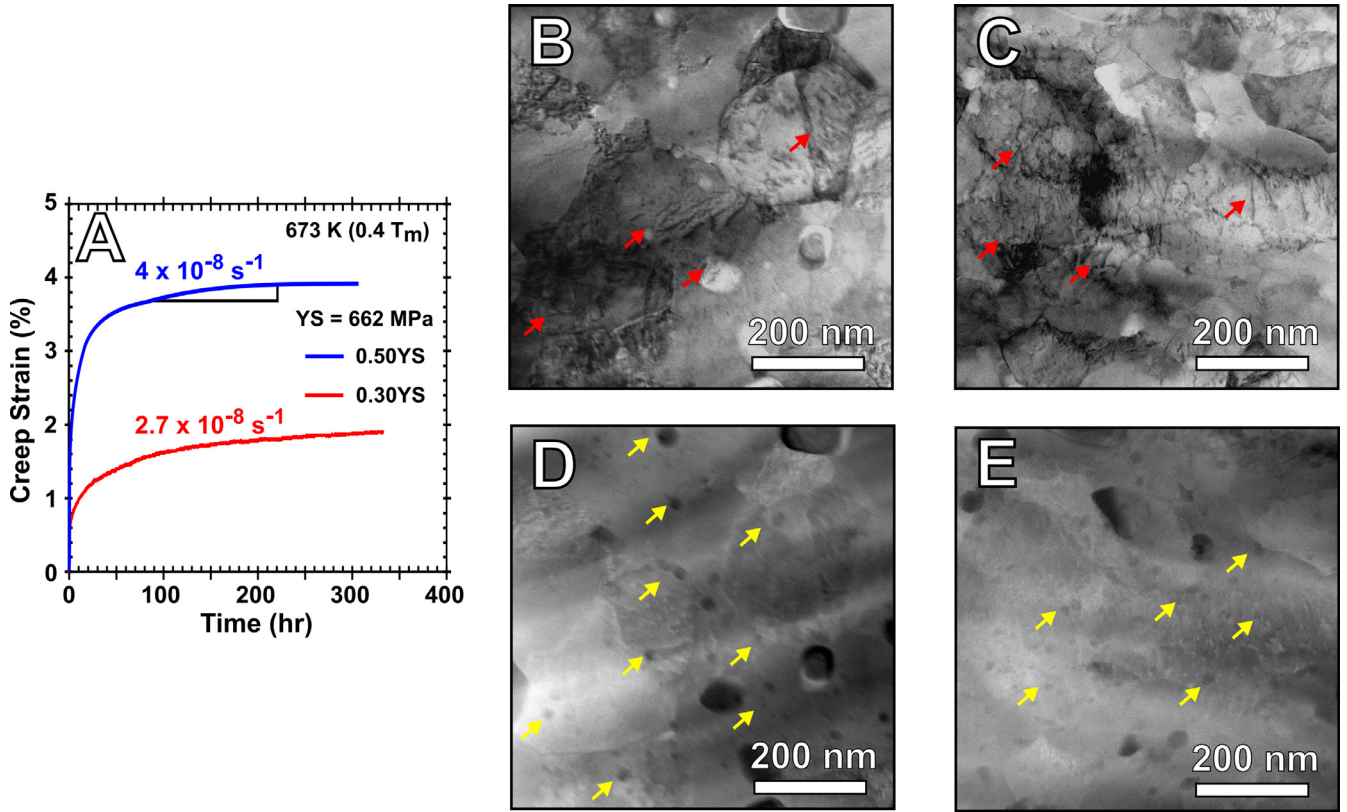 A
673 K (0.4 Tm)
4 x 10-8 s-1
YS = 662 MPa
0.50YS
0.30YS
2.7 x 10-8 s-1
5
4
3
2
1
0
0 100 200 300 400
Creep Strain (%)
Time (hr)
B
200 nm
C
200 nm
D
200 nm
E
200 nm